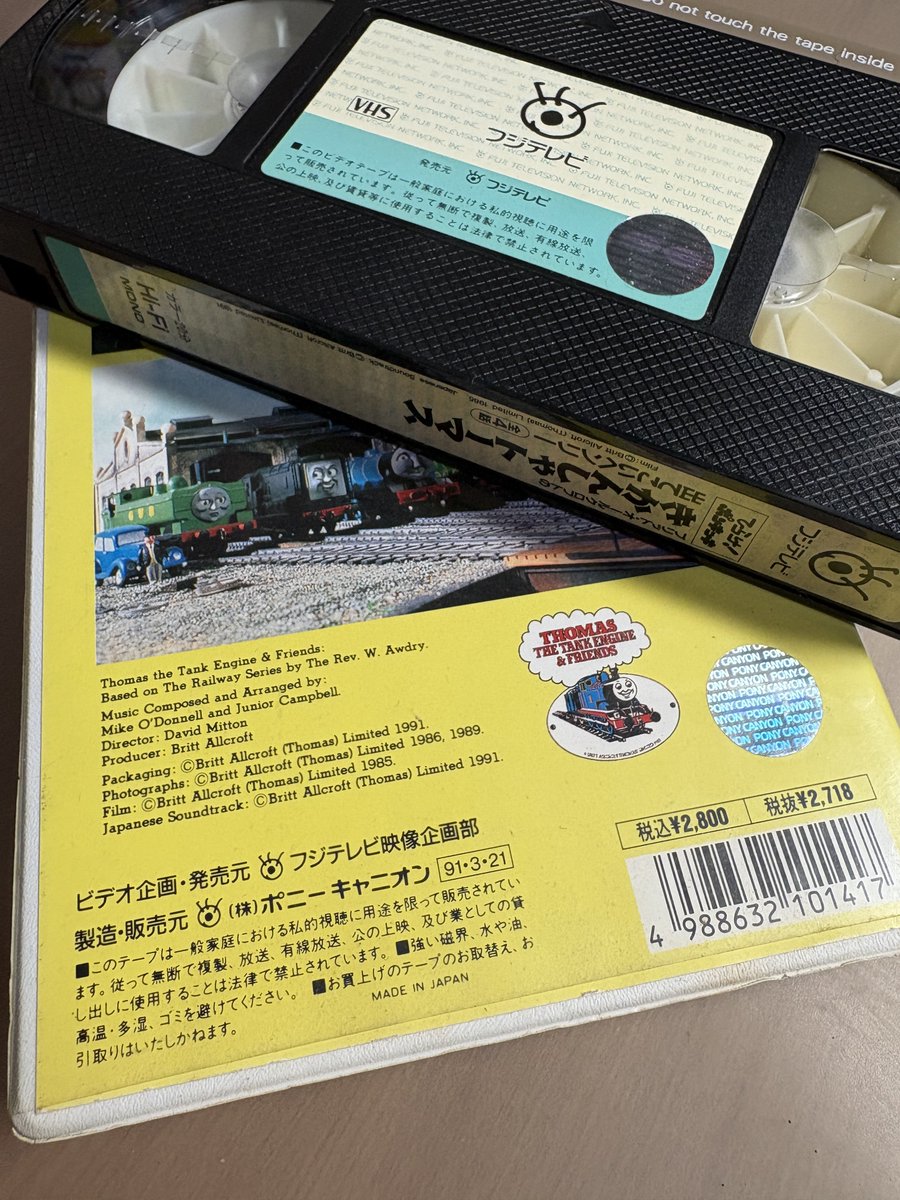 Do not touch the tape inside
VHS
フジテレビ
発売元 フジテレビ
■このビデオテープは一般家庭における私的視聴に用途を限
って販売されています。従って無断で複製、放送、有線放送、
公の上映、及び賃貸等に使用することは法律で禁止されています。
FUJI TELEVISION NETWORK, INC.
Hi-Fi
MONO
きかんしゃトーマス
全4話
フジテレビ
Thomas the Tank Engine & Friends:
Based on The Railway Series by The Rev. W. Awdry.
Music Composed and Arranged by:
Mike O'Donnell and Junior Campbell.
Director: David Mitton
Producer: Britt Allcroft
Packaging: ©Britt Allcroft (Thomas) Limited 1991.
Photographs: ©Britt Allcroft (Thomas) Limited 1986, 1989.
Film: ©Britt Allcroft (Thomas) Limited 1985.
Japanese Soundtrack: ©Britt Allcroft (Thomas) Limited 1991.
THOMAS
THE TANK ENGINE
& FRIENDS
PONY CANYON
税込¥2,800 税抜¥2,718
4 988632 101417
ビデオ企画・発売元 フジテレビ映像企画部
製造・販売元 (株)ポニーキャニオン 91・3・21
■このテープは一般家庭における私的視聴に用途を限って販売されてい
ます。従って無断で複製、放送、有線放送、公の上映、及び業としての貸
し出しに使用することは法律で禁止されています。■強い磁界、水や油、
高温・多湿、ゴミを避けてください。■お買上げのテープのお取替え、お
引取りはいたしかねます。
MADE IN JAPAN